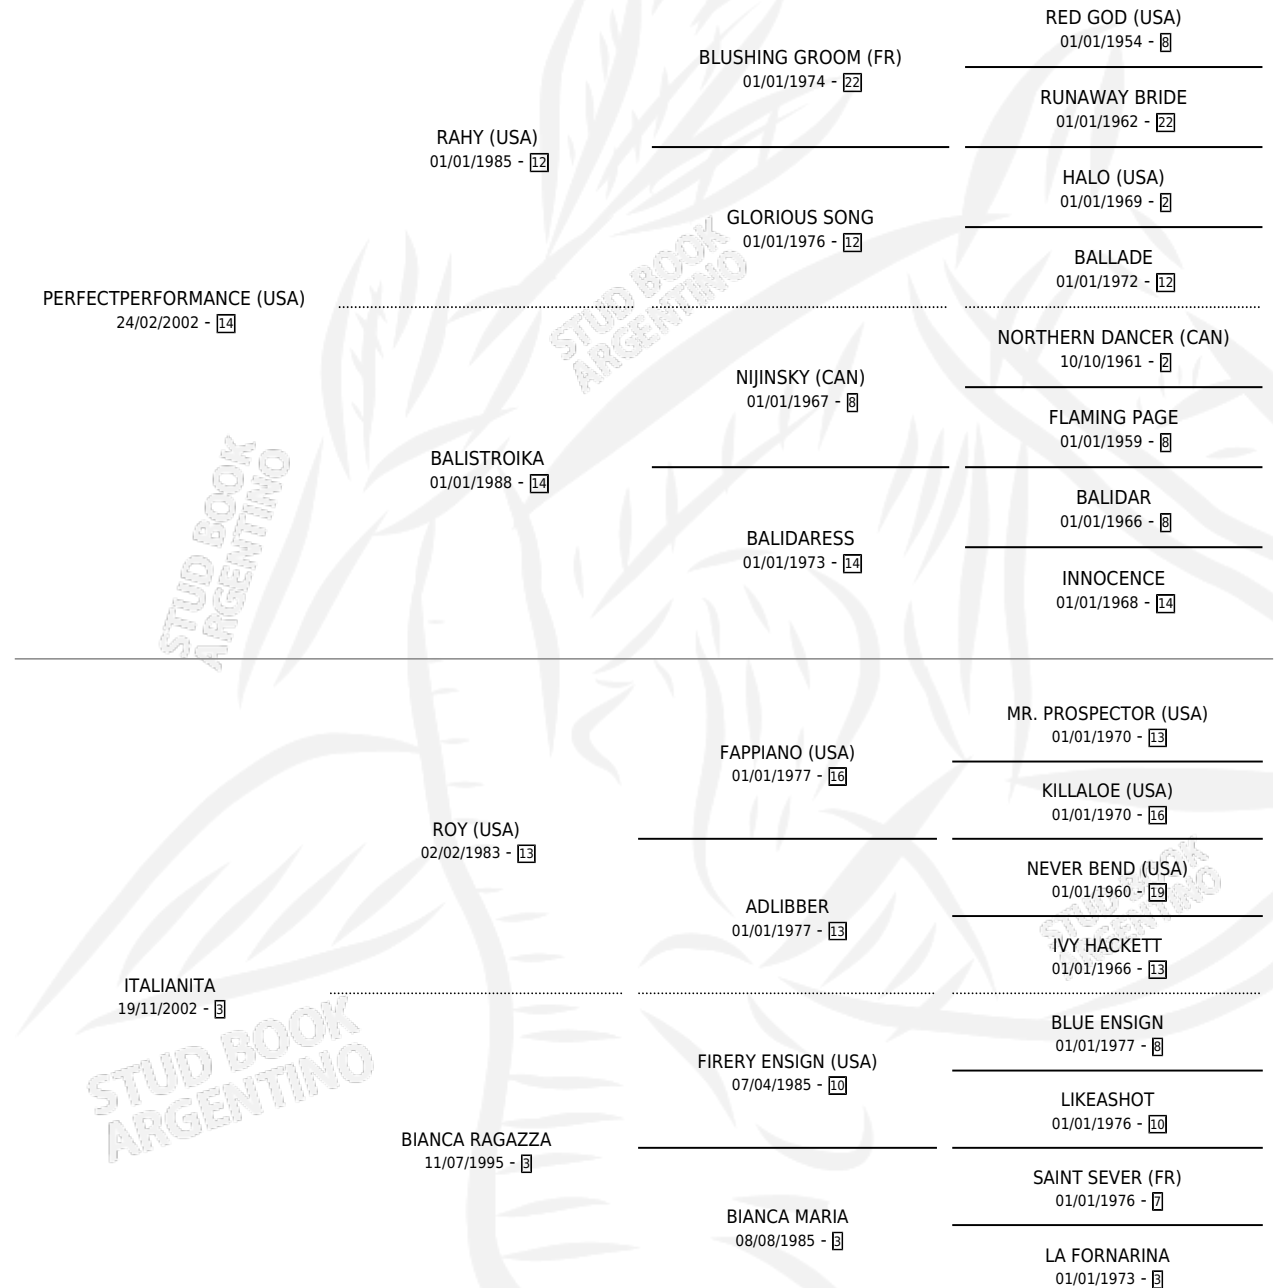 RED GOD (USA)
01/01/1954 - 8
BLUSHING GROOM (FR)
01/01/1974 - 22
RUNAWAY BRIDE
01/01/1962 - 22
RAHY (USA)
01/01/1985 - 12
HALO (USA)
01/01/1969 - 2
GLORIOUS SONG
01/01/1976 - 12
BALLADE
01/01/1972 - 12
PERFECTPERFORMANCE (USA)
24/02/2002 - 14
STUD BOOK
ARGENTINO
NORTHERN DANCER (CAN)
10/10/1961 - 2
NIJINSKY (CAN)
01/01/1967 - 8
FLAMING PAGE
01/01/1959 - 8
BALISTROIKA
01/01/1988 - 14
BALIDAR
01/01/1966 - 8
BALIDARESS
01/01/1973 - 14
INNOCENCE
01/01/1968 - 14
STUD BOOK
ARGENTINO
MR. PROSPECTOR (USA)
01/01/1970 - 13
FAPPIANO (USA)
01/01/1977 - 16
KILLALOE (USA)
01/01/1970 - 16
ROY (USA)
02/02/1983 - 13
NEVER BEND (USA)
01/01/1960 - 19
ADLIBBER
01/01/1977 - 13
STUD BOOK
ARGENTINO
IVY HACKETT
01/01/1966 - 13
ITALIANITA
19/11/2002 - 3
BLUE ENSIGN
01/01/1977 - 8
FIRERY ENSIGN (USA)
07/04/1985 - 10
LIKEASHOT
01/01/1976 - 10
STUD BOOK
ARGENTINO
BIANCA RAGAZZA
11/07/1995 - 3
SAINT SEVER (FR)
01/01/1976 - 7
BIANCA MARIA
08/08/1985 - 3
LA FORNARINA
01/01/1973 - 3